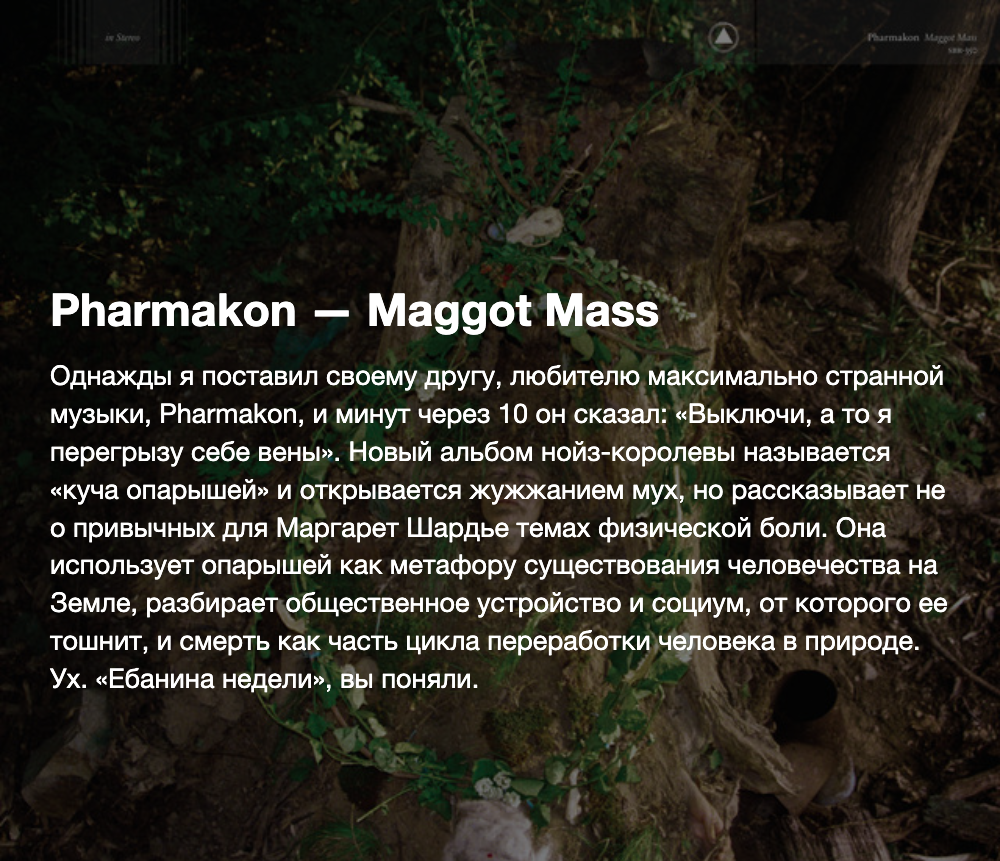 in Stereo
Pharmakon Maggot Mass
Pharmakon — Maggot Mass
Однажды я поставил своему другу, любителю максимально странной
музыки, Pharmakon, и минут через 10 он сказал: «Выключи, а то я
перегрызу себе вены». Новый альбом нойз-королевы называется
«куча опарышей» и открывается жужжанием мух, но рассказывает не
о привычных для Маргарет Шардье темах физической боли. Она
использует опарышей как метафору существования человечества на
Земле, разбирает общественное устройство и социум, от которого ее
тошнит, и смерть как часть цикла переработки человека в природе.
Ух. «Ебанина недели», вы поняли.